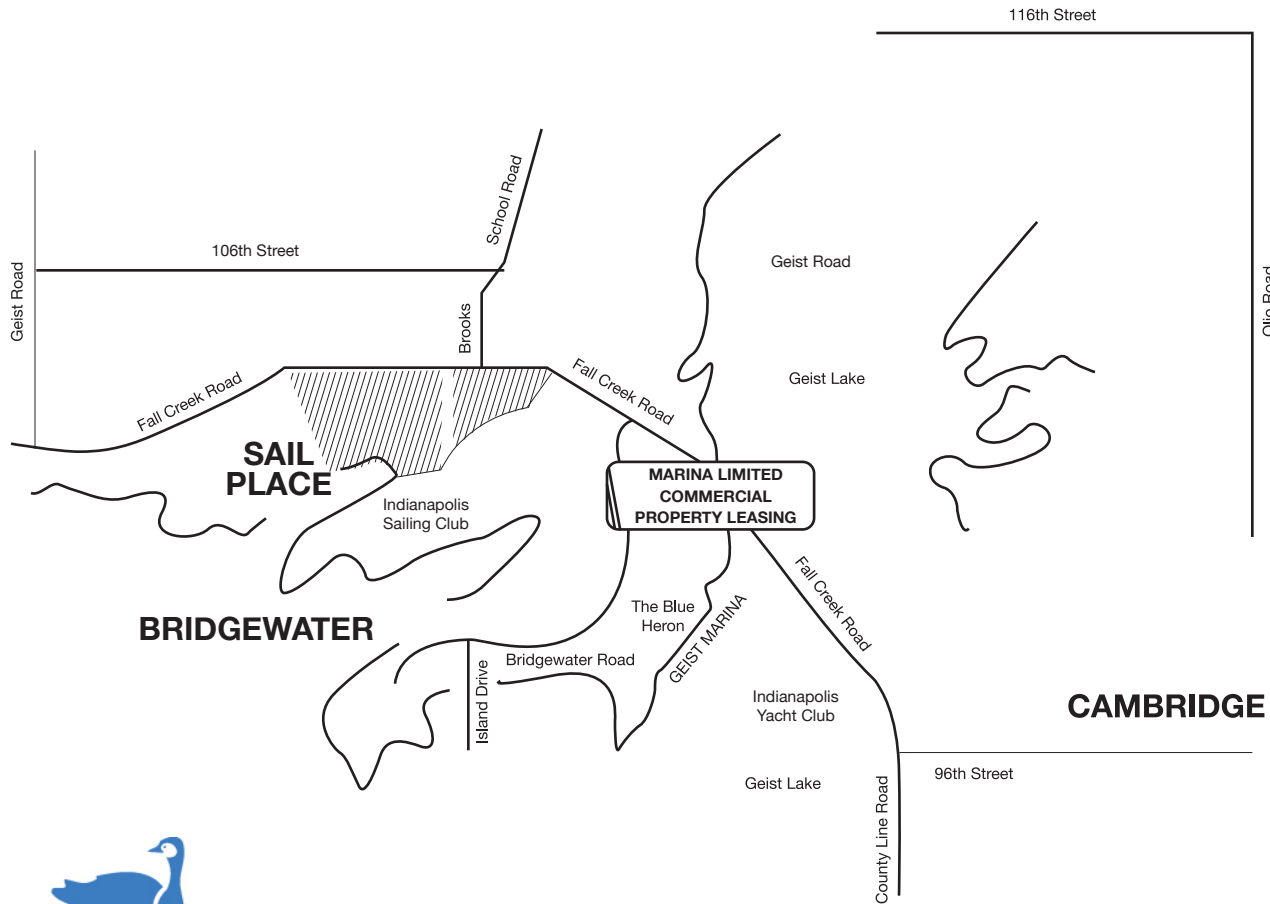 116th Street
School Road
106th Street
Geist Road
Geist Road
Olio Road
Brooks
Geist Lake
Fall Creek Road
Fall Creek Road
SAIL
PLACE
MARINA LIMITED
COMMERCIAL
PROPERTY LEASING
Indianapolis
Sailing Club
Fall Creek Road
The Blue
Heron
GEIST MARINA
BRIDGEWATER
Bridgewater Road
Island Drive
Indianapolis
Yacht Club
CAMBRIDGE
96th Street
Geist Lake
County Line Road